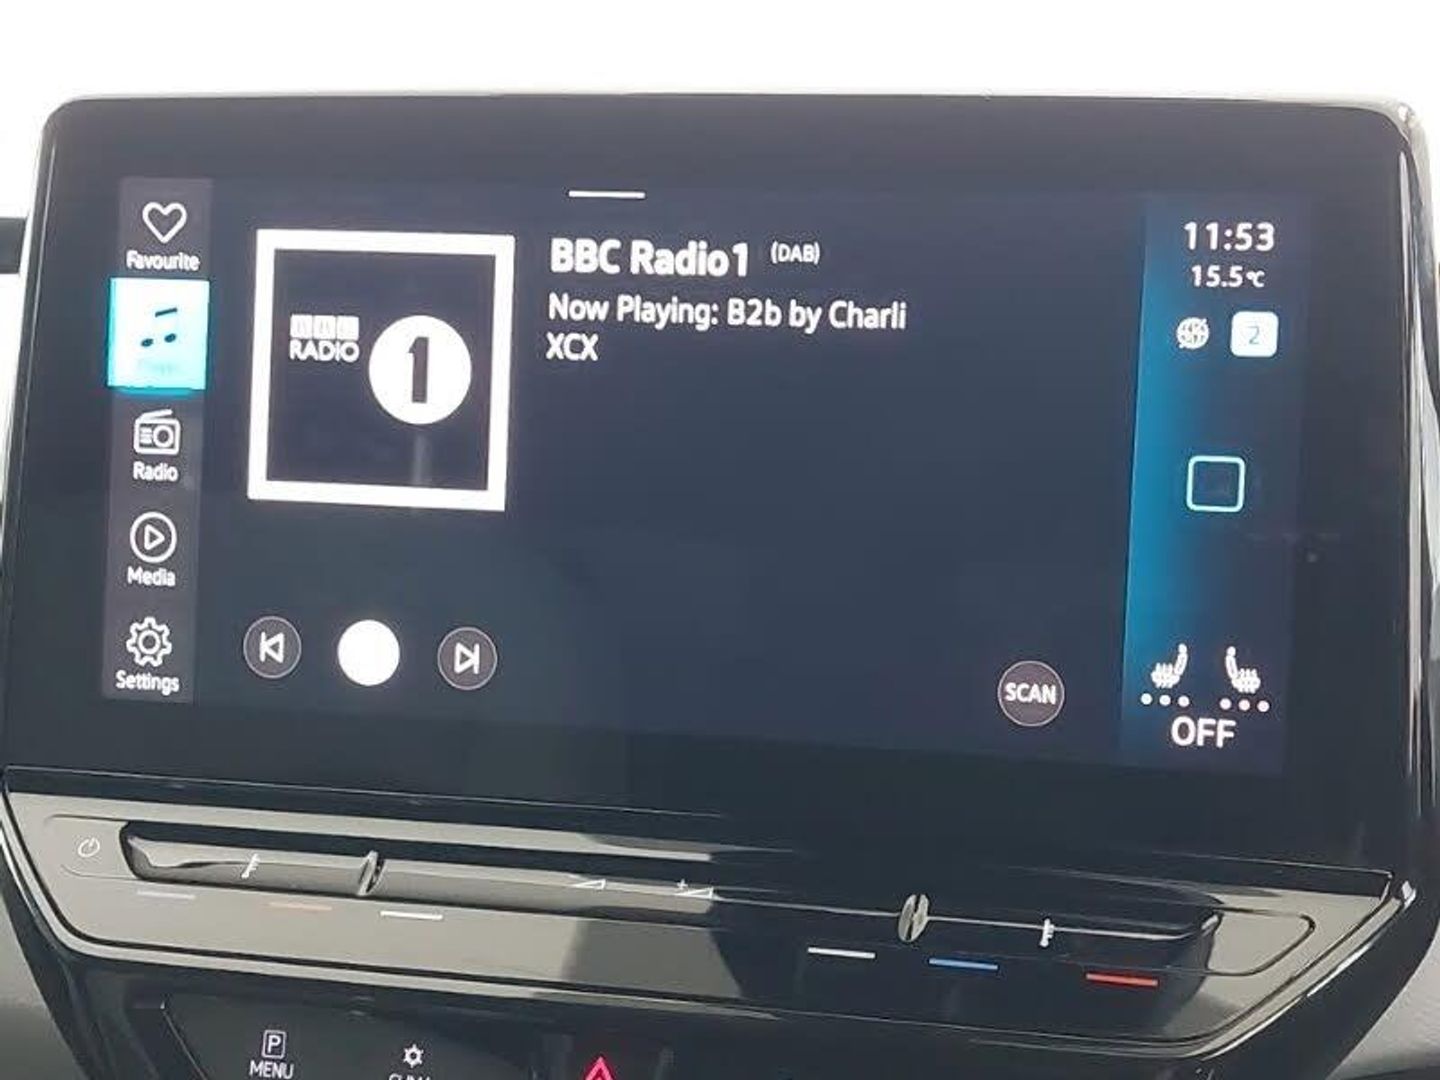 Favourite
BBC
RADIO
1
BBC Radio1 (DAB)
Now Playing: B2b by Charli
XCX
11:53
15.5°C
2
Radio
Media
Settings
SCAN
OFF
P
MENU